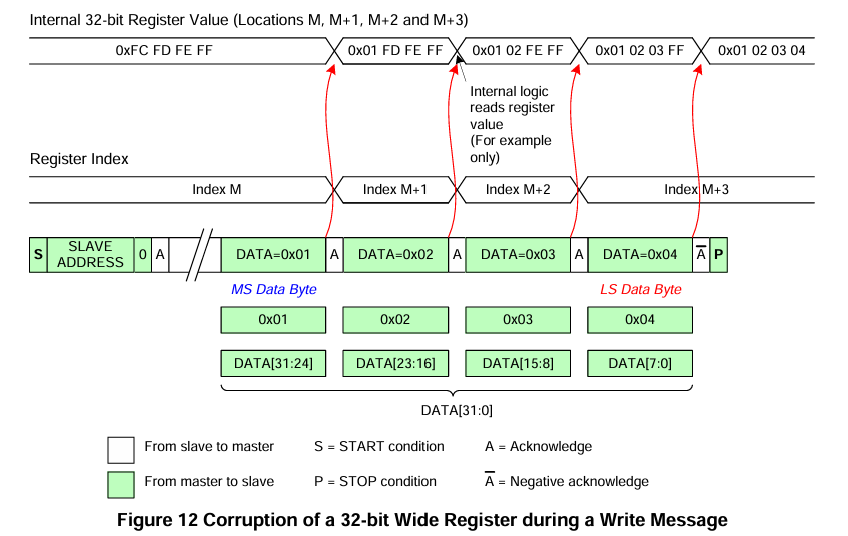 Internal 32-bit Register Value (Locations M, M+1, M+2 and M+3)
0xFC FD FE FF 0x01 FD FE FF 0x01 02 FE FF 0x01 02 03 FF 0x01 02 03 04
Internal logic
reads register
value
(For example
only)
Register Index
Index M Index M+1 Index M+2 Index M+3
S SLAVE ADDRESS 0 A DATA=0x01 A DATA=0x02 A DATA=0x03 A DATA=0x04 A̅ P
MS Data Byte LS Data Byte
0x01 0x02 0x03 0x04
DATA[31:24] DATA[23:16] DATA[15:8] DATA[7:0]
DATA[31:0]
From slave to master S = START condition A = Acknowledge
From master to slave P = STOP condition A̅ = Negative acknowledge
Figure 12 Corruption of a 32-bit Wide Register during a Write Message